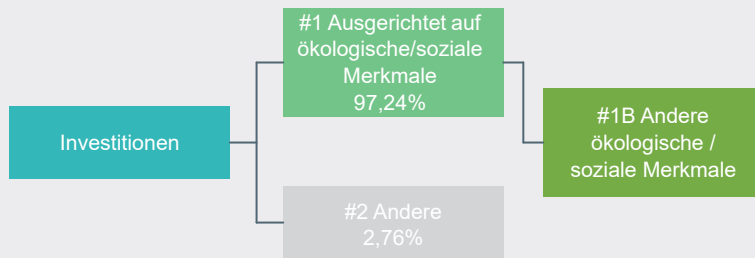 Investitionen
#1 Ausgerichtet auf
ökologische/soziale
Merkmale
97,24%
#2 Andere
2,76%
#1B Andere
ökologische /
soziale Merkmale